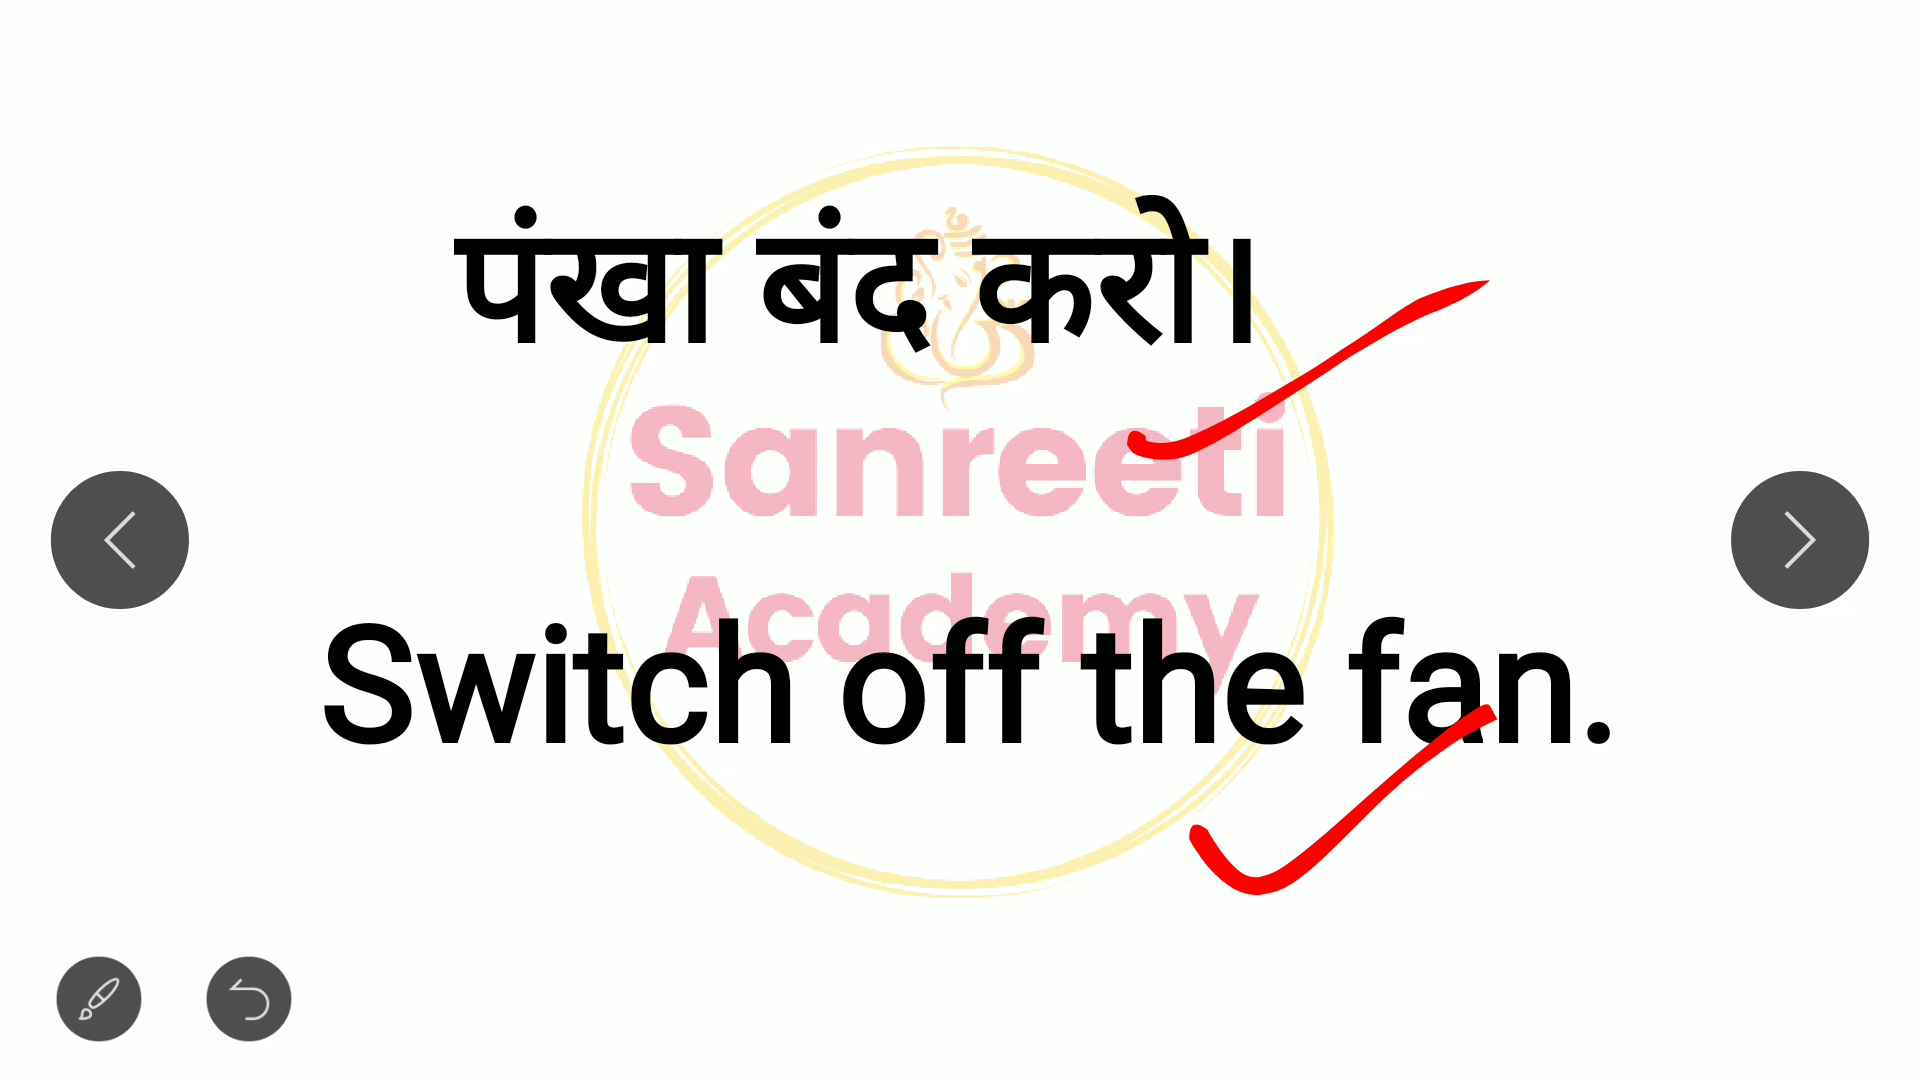 पंखा बंद करो।
Sanreeti
Academy
Switch off the fan.